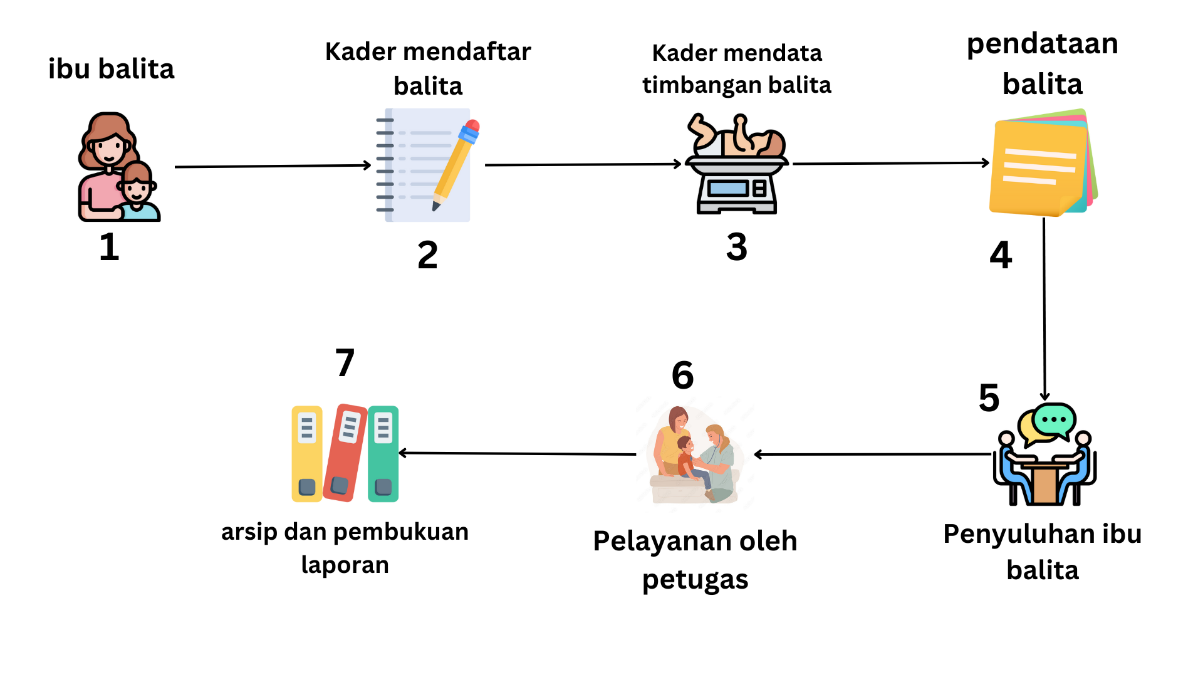 ibu balita
1
Kader mendaftar
balita
2
Kader mendata
timbangan balita
3
pendataan
balita
4
5
Penyuluhan ibu
balita
6
Pelayanan oleh
petugas
7
arsip dan pembukuan
laporan